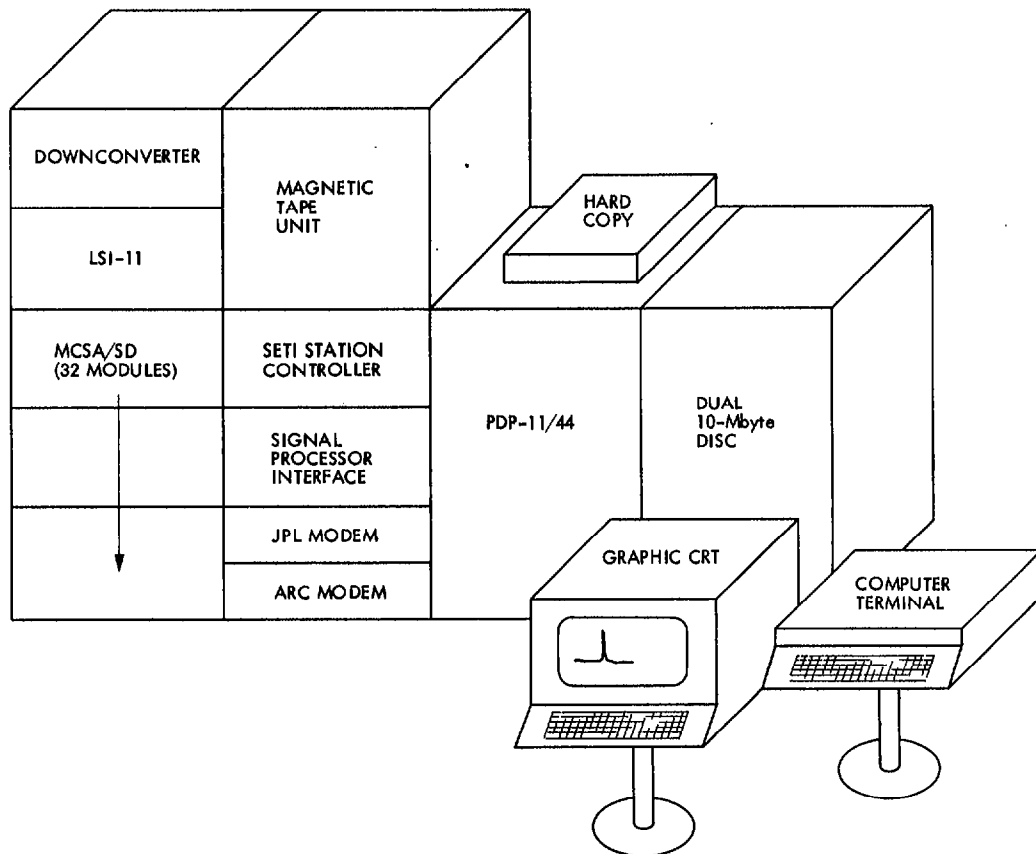 DOWNCONVERTER
LSI-11
MCSA/SD
(32 MODULES)
MAGNETIC
TAPE
UNIT
SETI STATION
CONTROLLER
SIGNAL
PROCESSOR
INTERFACE
JPL MODEM
ARC MODEM
HARD
COPY
PDP-11/44
DUAL
10-Mbyte
DISC
GRAPHIC CRT
COMPUTER
TERMINAL